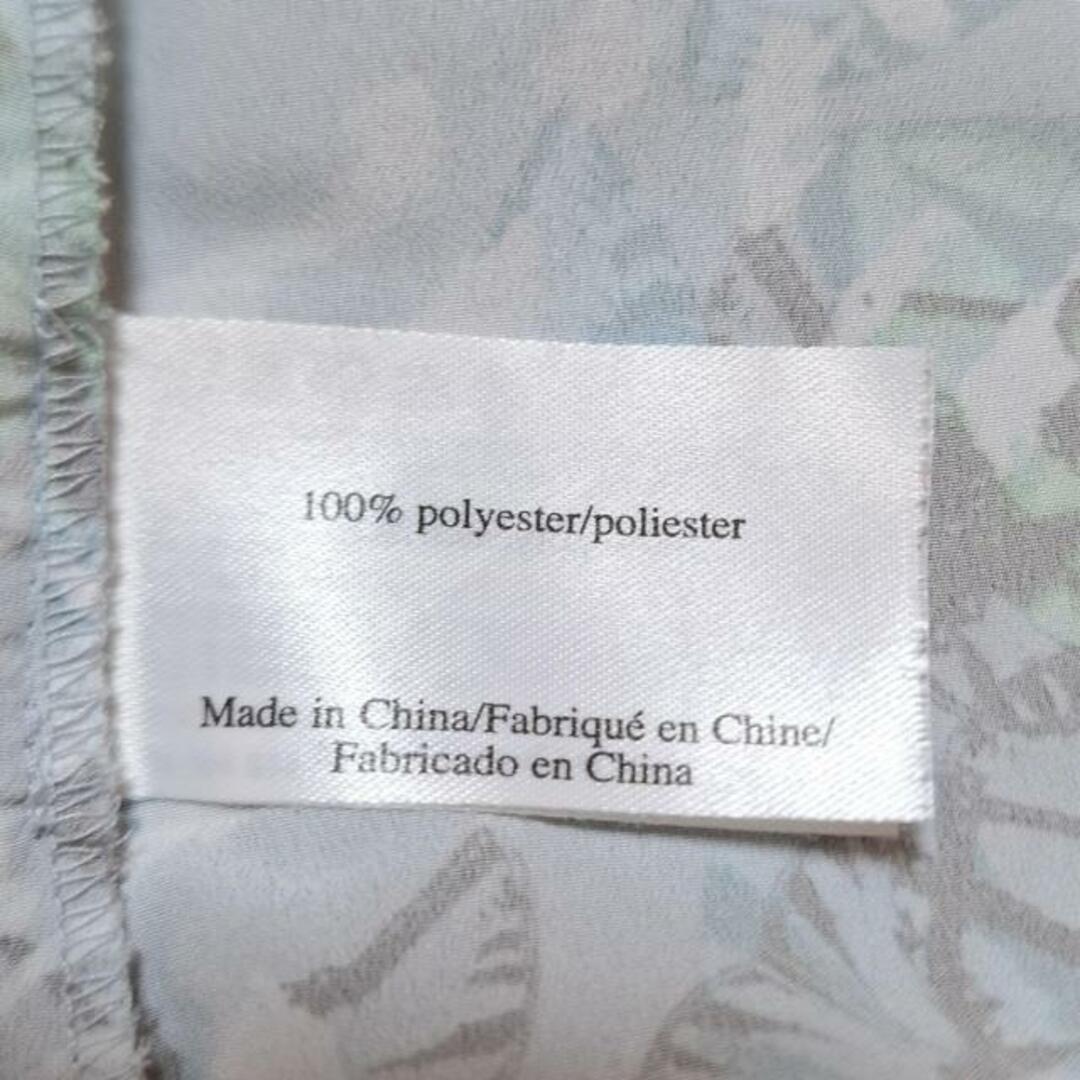 100% polyester/poliester
Made in China/Fabriqué en Chine/
Fabricado en China